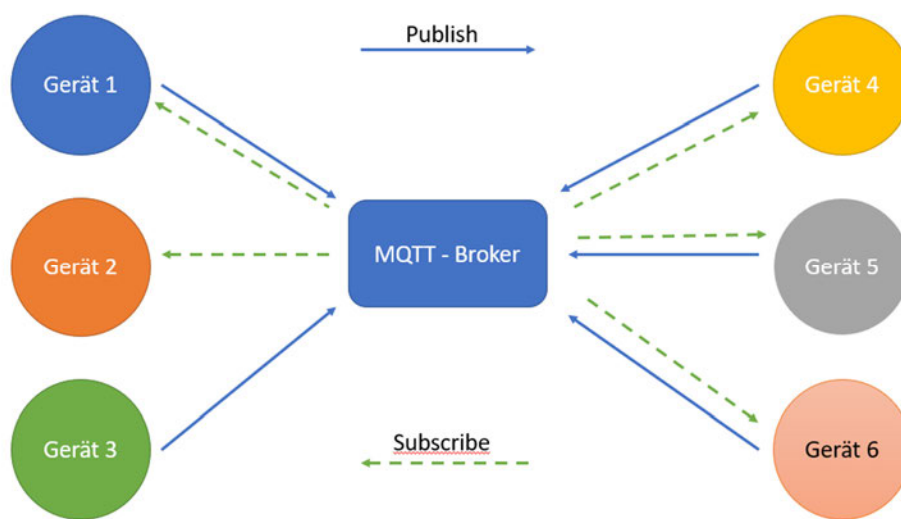 Publish
Gerät 1
Gerät 4
Gerät 2
MQTT - Broker
Gerät 5
Gerät 3
Subscribe
Gerät 6